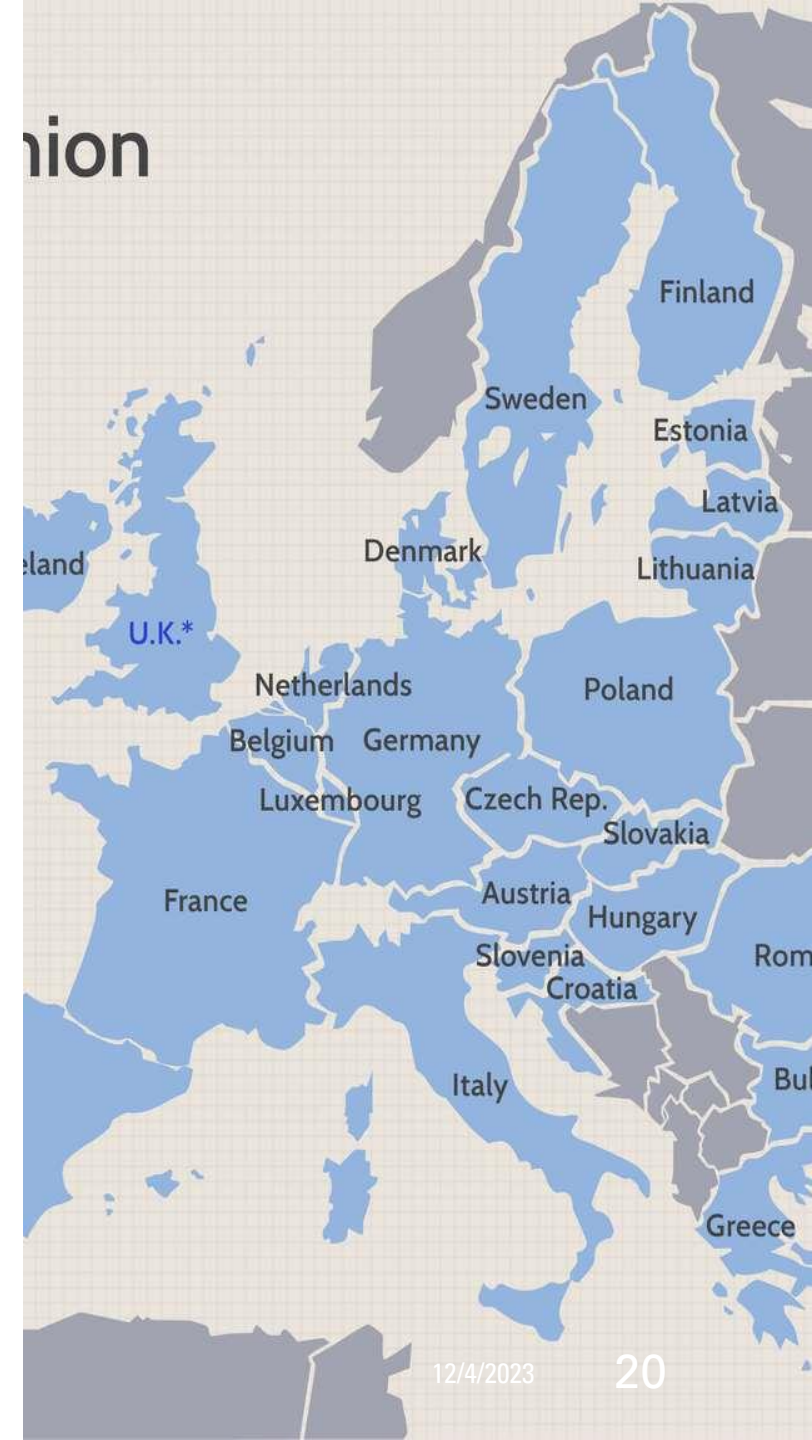 nion
Finland
Sweden
Estonia
Latvia
Denmark
eland
Lithuania
U.K.*
Netherlands
Poland
Belgium
Germany
Luxembourg
Czech Rep.
Slovakia
Austria
France
Hungary
Slovenia
Rom
Croatia
Italy
Bul
Greece
12/4/2023
20